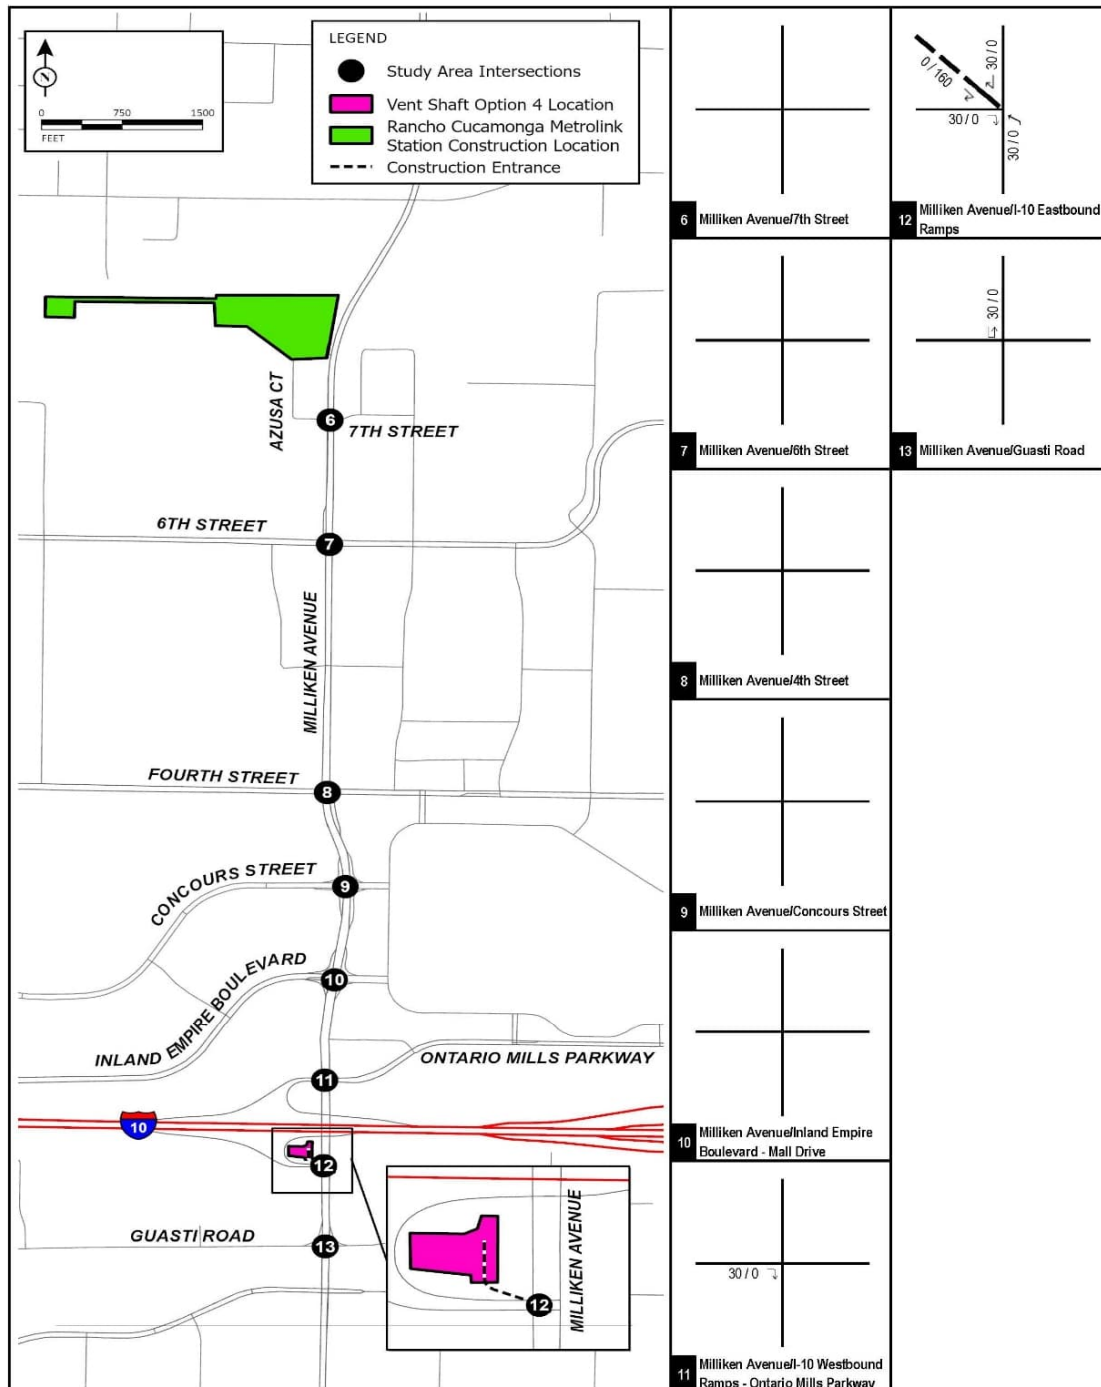 LEGEND
Study Area Intersections
Vent Shaft Option 4 Location
Rancho Cucamonga Metrolink
Station Construction Location
Construction Entrance
N
0 750 1500
FEET
AZUSA CT
6
7TH STREET
6TH STREET
7
MILLIKEN AVENUE
FOURTH STREET
8
CONCOURS STREET
9
INLAND EMPIRE BOULEVARD
10
ONTARIO MILLS PARKWAY
11
10
12
GUASTI ROAD
13
12
MILLIKEN AVENUE
6 Milliken Avenue/7th Street
7 Milliken Avenue/6th Street
8 Milliken Avenue/4th Street
9 Milliken Avenue/Concours Street
10 Milliken Avenue/Inland Empire
Boulevard - Mall Drive
30 / 0
11 Milliken Avenue/I-10 Westbound
Ramps - Ontario Mills Parkway
0 / 160
30 / 0
30 / 0
30 / 0
12 Milliken Avenue/I-10 Eastbound
Ramps
30 / 0
13 Milliken Avenue/Guasti Road